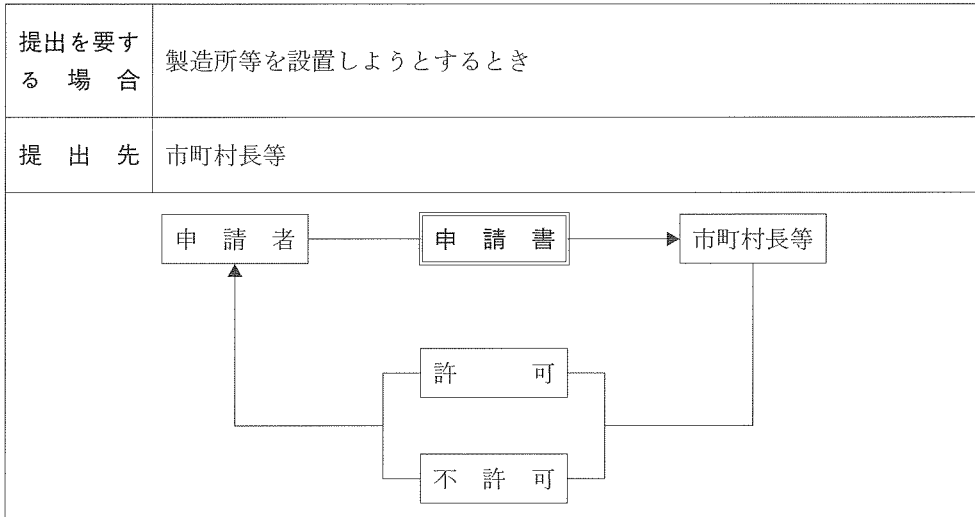 提出を要す
る場合
製造所等を設置しようとするとき
提出先
市町村長等
申請者
申請書
市町村長等
許可
不許可